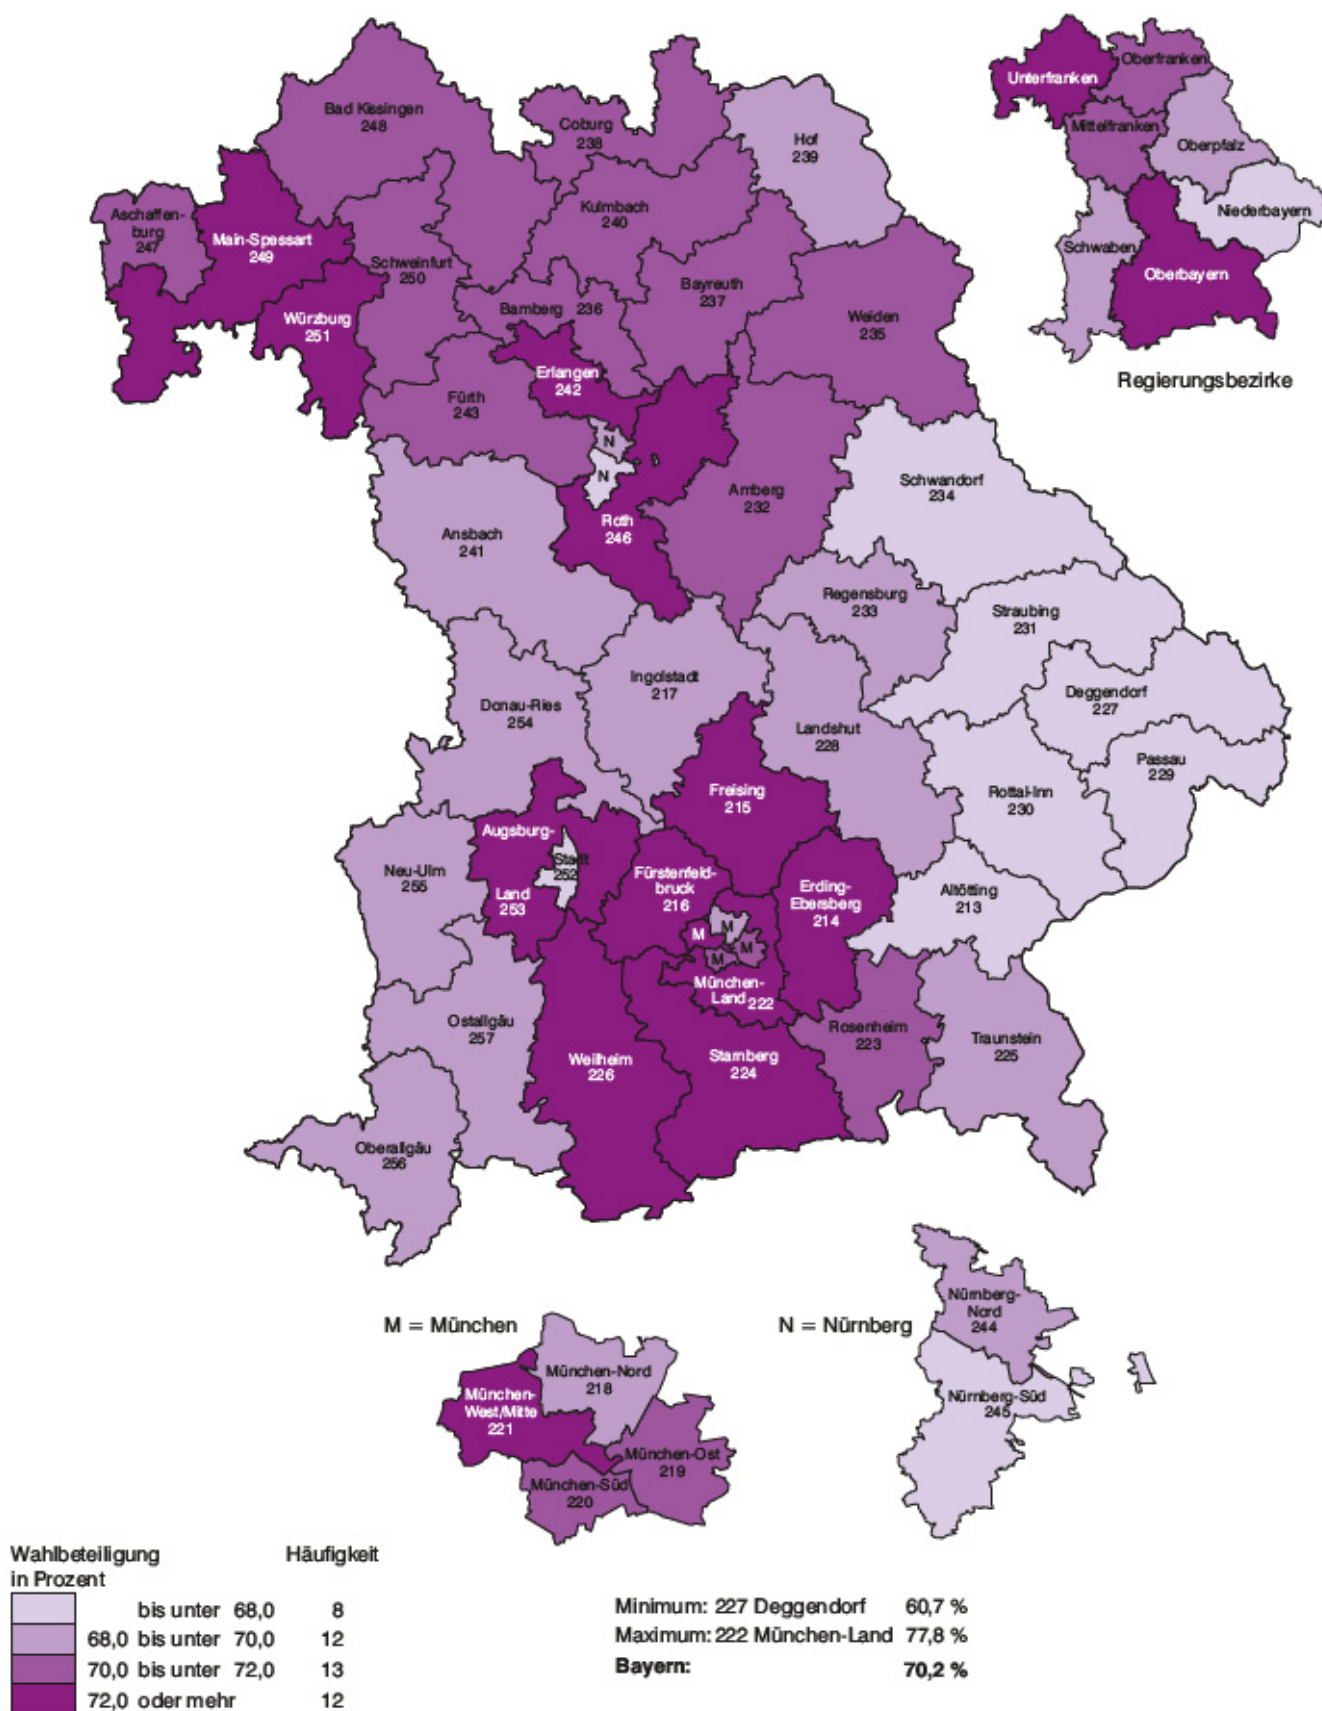 Bad Kissingen
248
Coburg
238
Hof
239
Aschaffen-
burg
247
Main-Spessart
249
Kulmbach
240
Schweinfurt
250
Würzburg
251
Bamberg 236
Bayreuth
237
Weiden
235
Erlangen
242
Fürth
243
N
N
Roth
246
Amberg
232
Schwandorf
234
Ansbach
241
Regensburg
233
Straubing
231
Ingolstadt
217
Deggendorf
227
Donau-Ries
254
Landshut
228
Passau
229
Rottal-Inn
230
Freising
215
Augsburg-
Stadt
252
Land
253
Neu-Ulm
255
Fürstenfeld-
bruck
216
Erding-
Ebersberg
214
Altötting
213
M
M
M
M
München-
Land 222
Ostallgäu
257
Weilheim
226
Starnberg
224
Rosenheim
223
Traunstein
225
Oberallgäu
256
Unterfranken
Oberfranken
Mittelfranken
Oberpfalz
Niederbayern
Schwaben
Oberbayern
Regierungsbezirke
M = München
München-Nord
218
München-
West/Mitte
221
München-Ost
219
München-Süd
220
N = Nürnberg
Nürnberg-
Nord
244
Nürnberg-Süd
245
Wahlbeteiligung Häufigkeit
in Prozent
bis unter 68,0 8
68,0 bis unter 70,0 12
70,0 bis unter 72,0 13
72,0 oder mehr 12
Minimum: 227 Deggendorf 60,7 %
Maximum: 222 München-Land 77,8 %
Bayern: 70,2 %